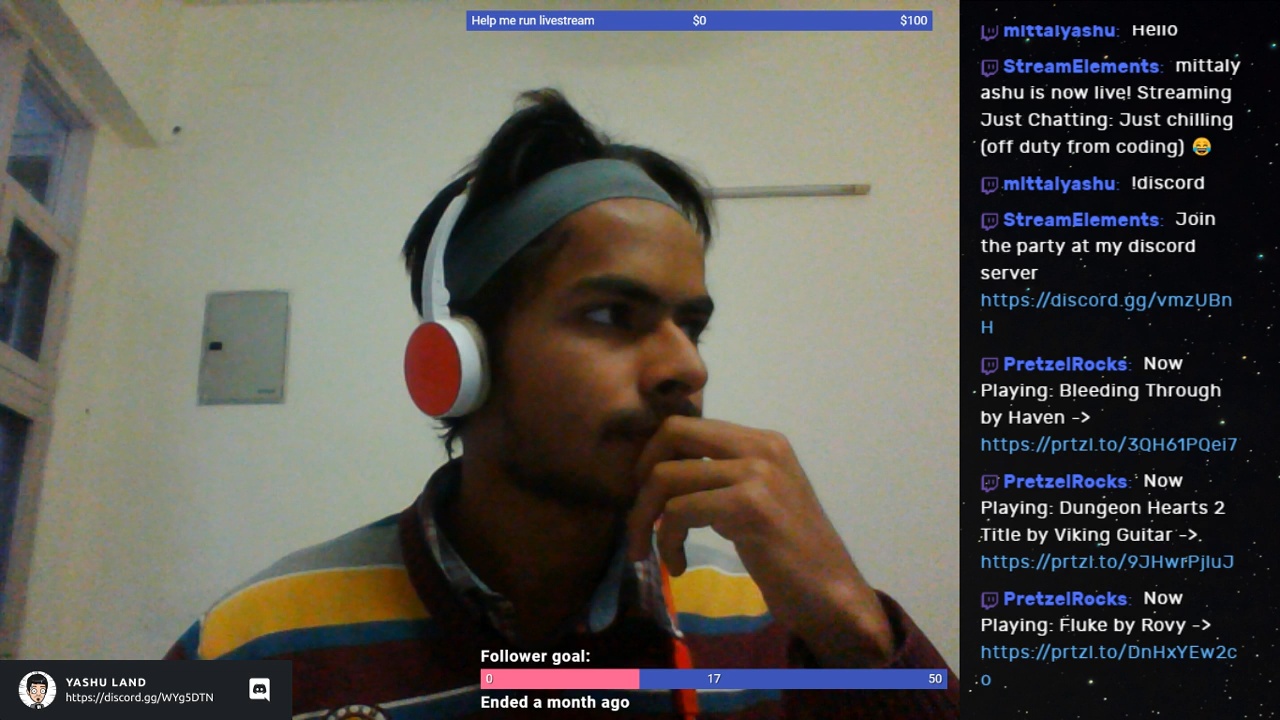 Help me run livestream $0 $100
mittalyashu: Hello
StreamElements: mittaly
ashu is now live! Streaming
Just Chatting: Just chilling
(off duty from coding) 😂
mittalyashu: !discord
StreamElements: Join
the party at my discord
server
https://discord.gg/vmzUBn
H
PretzelRocks: Now
Playing: Bleeding Through
by Haven ->
https://prtzl.to/3QH61PQei7
PretzelRocks: Now
Playing: Dungeon Hearts 2
Title by Viking Guitar ->
https://prtzl.to/9JHwrPjIuJ
PretzelRocks: Now
Playing: Fluke by Rovy ->
https://prtzl.to/DnHxYEw2c
o
Follower goal:
0 17 50
Ended a month ago
YASHU LAND
https://discord.gg/WYg5DTN